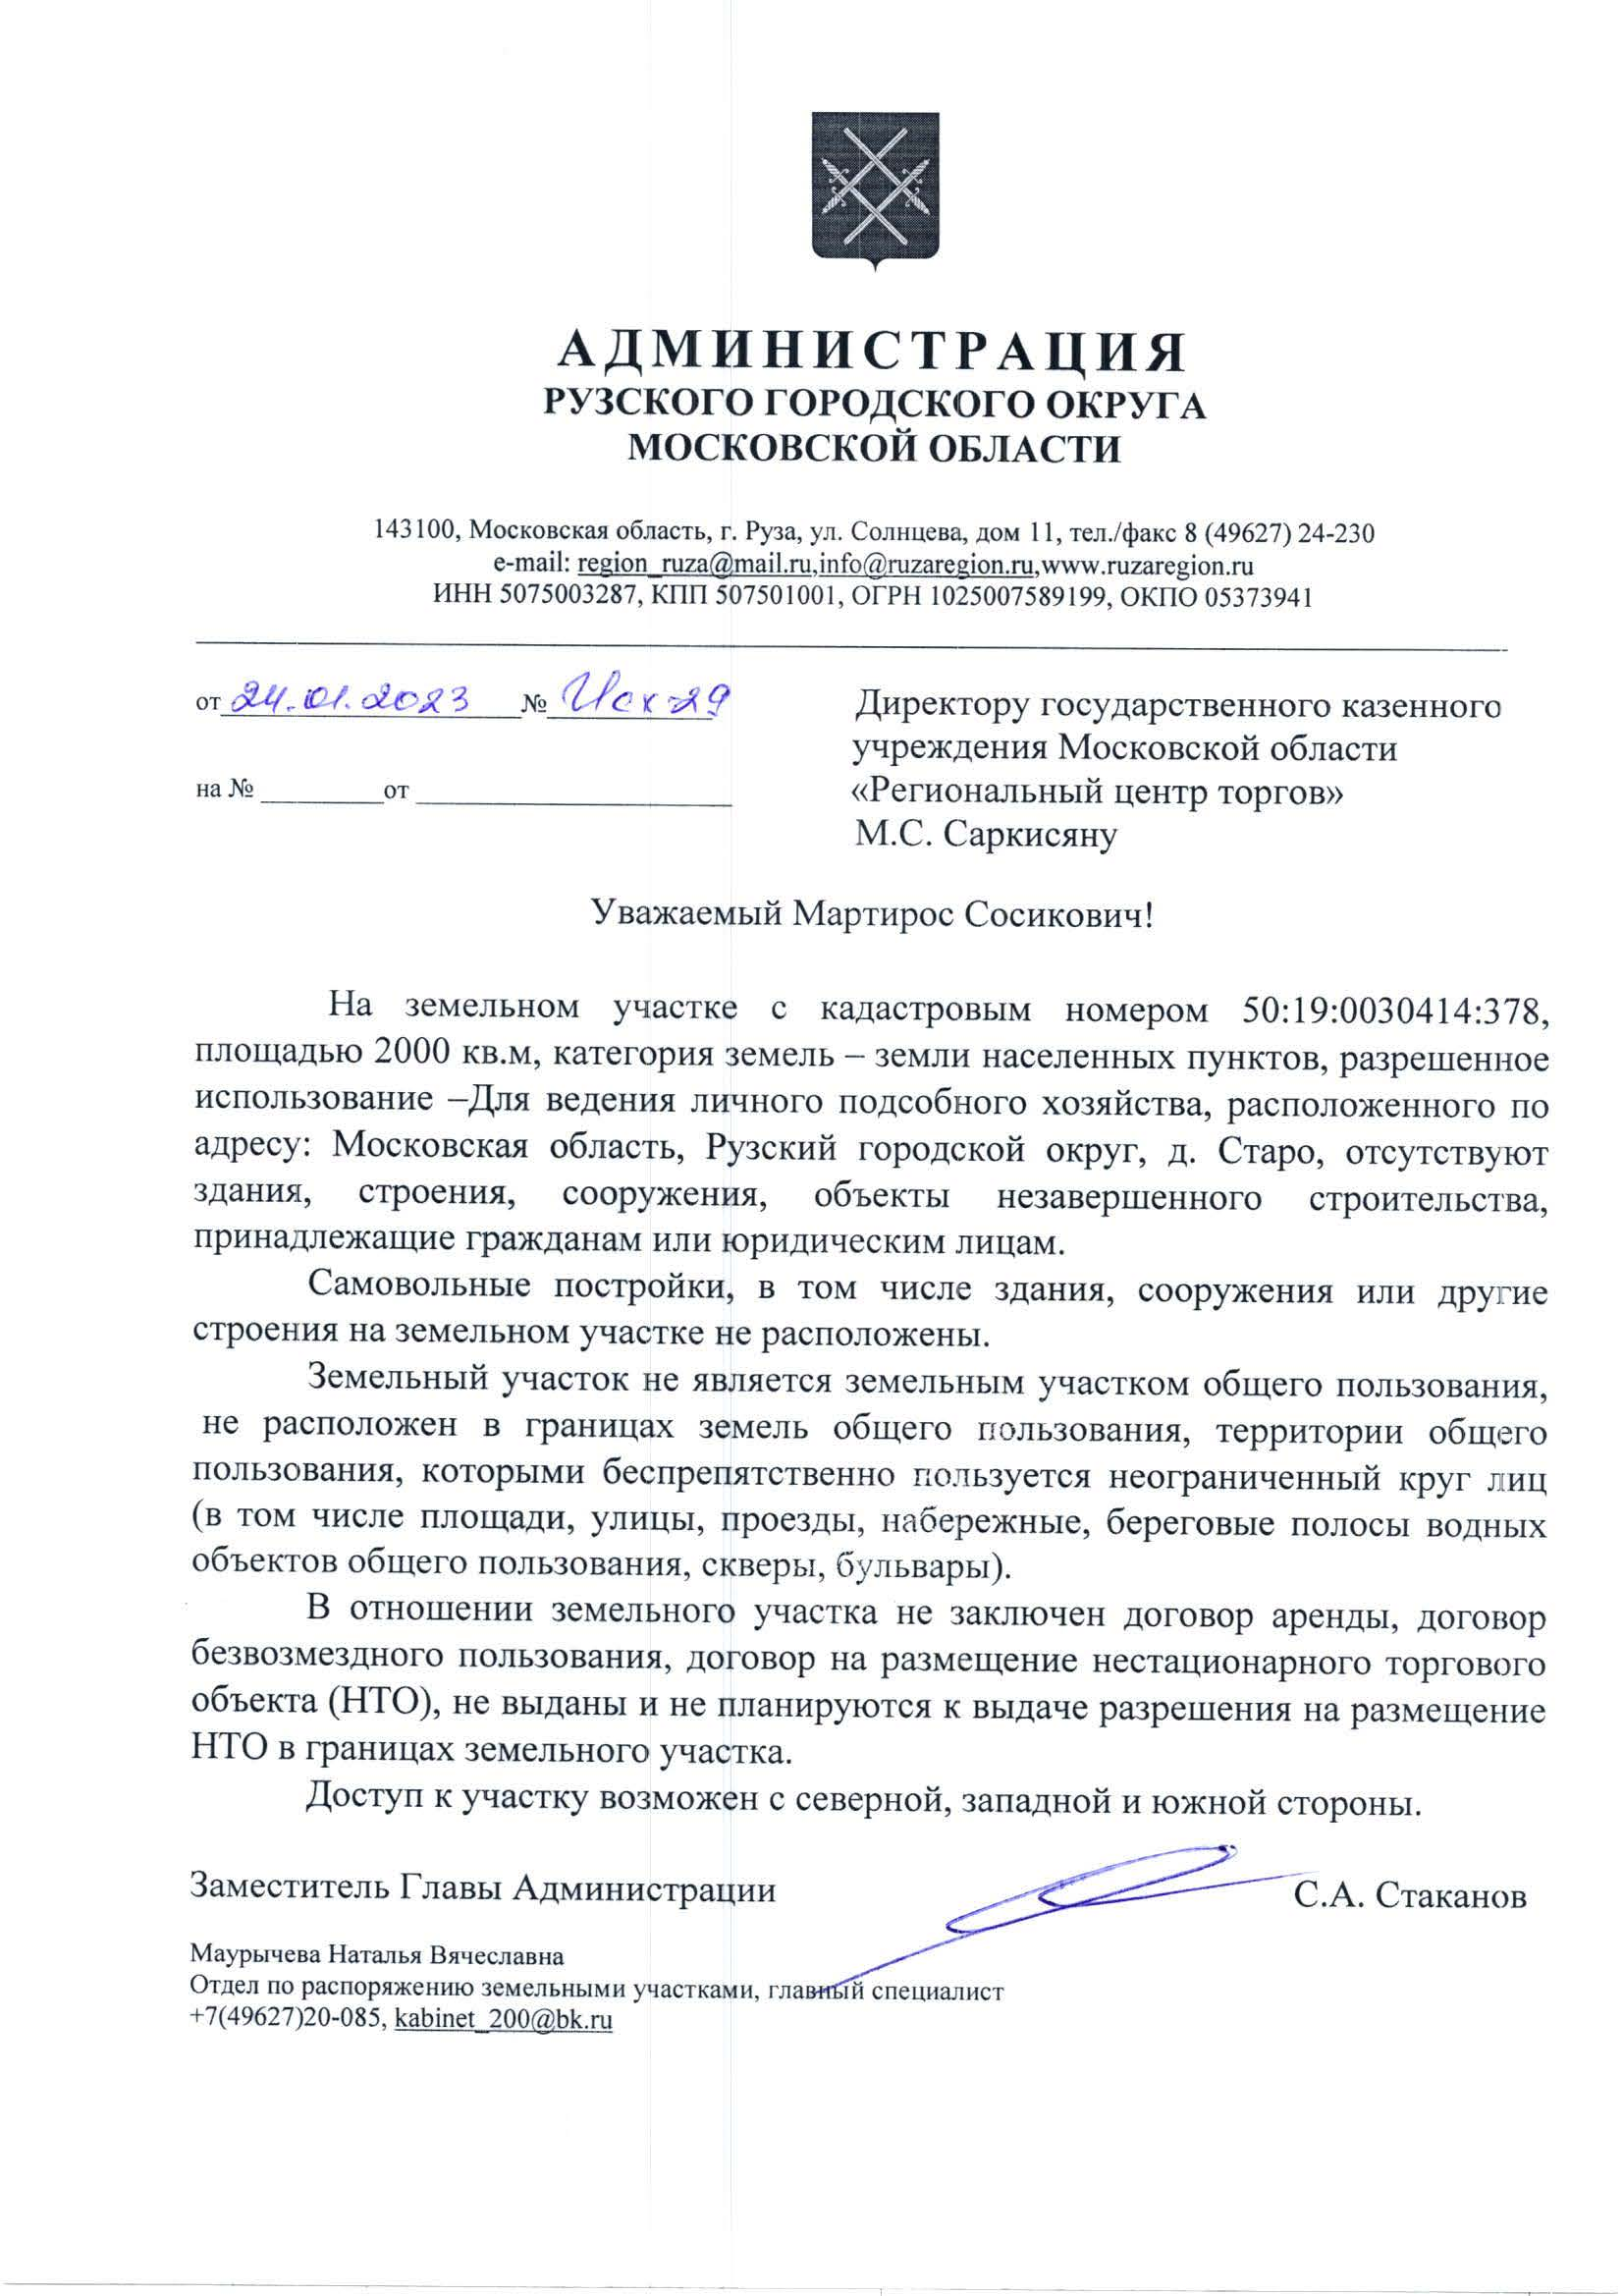 АДМИНИСТРАЦИЯ
РУЗСКОГО ГОРОДСКОГО ОКРУГА
МОСКОВСКОЙ ОБЛАСТИ
143100, Московская область, г. Руза, ул. Солнцева, дом 11, тел./факс 8 (49627) 24-230
e-mail: region_ruza@mail.ru,info@ruzaregion.ru,www.ruzaregion.ru
ИНН 5075003287, КПП 507501001, ОГРН 1025007589199, ОКПО 05373941
от 24.01.2023 № Исх-29
на № __________от ____________________
Директору государственного казенного
учреждения Московской области
«Региональный центр торгов»
М.С. Саркисяну
Уважаемый Мартирос Сосикович!
На земельном участке с кадастровым номером 50:19:0030414:378,
площадью 2000 кв.м, категория земель – земли населенных пунктов, разрешенное
использование –Для ведения личного подсобного хозяйства, расположенного по
адресу: Московская область, Рузский городской округ, д. Старо, отсутствуют
здания, строения, сооружения, объекты незавершенного строительства,
принадлежащие гражданам или юридическим лицам.
Самовольные постройки, в том числе здания, сооружения или другие
строения на земельном участке не расположены.
Земельный участок не является земельным участком общего пользования,
не расположен в границах земель общего пользования, территории общего
пользования, которыми беспрепятственно пользуется неограниченный круг лиц
(в том числе площади, улицы, проезды, набережные, береговые полосы водных
объектов общего пользования, скверы, бульвары).
В отношении земельного участка не заключен договор аренды, договор
безвозмездного пользования, договор на размещение нестационарного торгового
объекта (НТО), не выданы и не планируются к выдаче разрешения на размещение
НТО в границах земельного участка.
Доступ к участку возможен с северной, западной и южной стороны.
Заместитель Главы Администрации С.А. Стаканов
Маурычева Наталья Вячеславна
Отдел по распоряжению земельными участками, главный специалист
+7(49627)20-085, kabinet_200@bk.ru